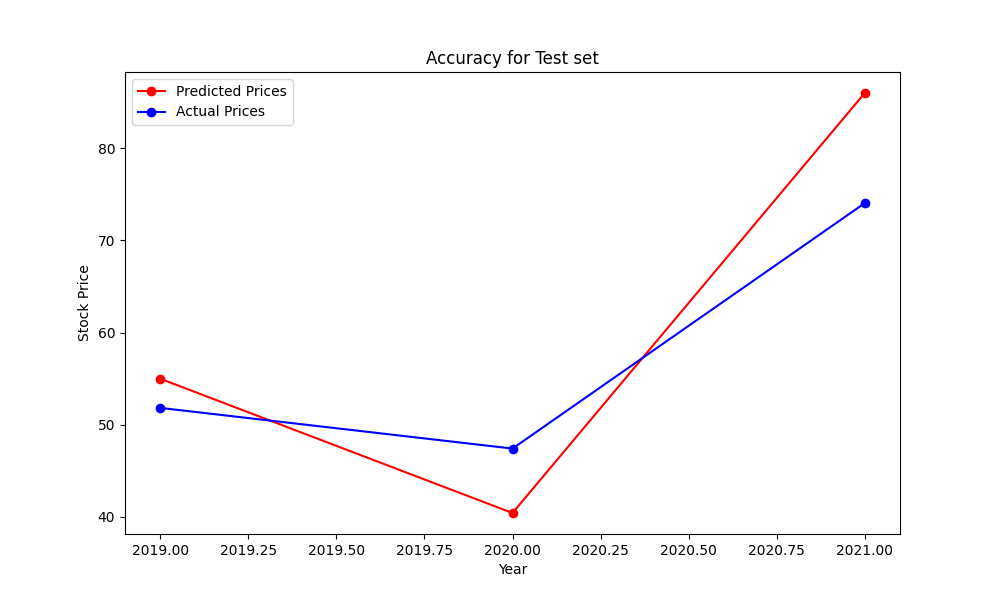 Accuracy for Test set
Predicted Prices
Actual Prices
80
70
60
50
40
Stock Price
2019.00 2019.25 2019.50 2019.75 2020.00 2020.25 2020.50 2020.75 2021.00
Year